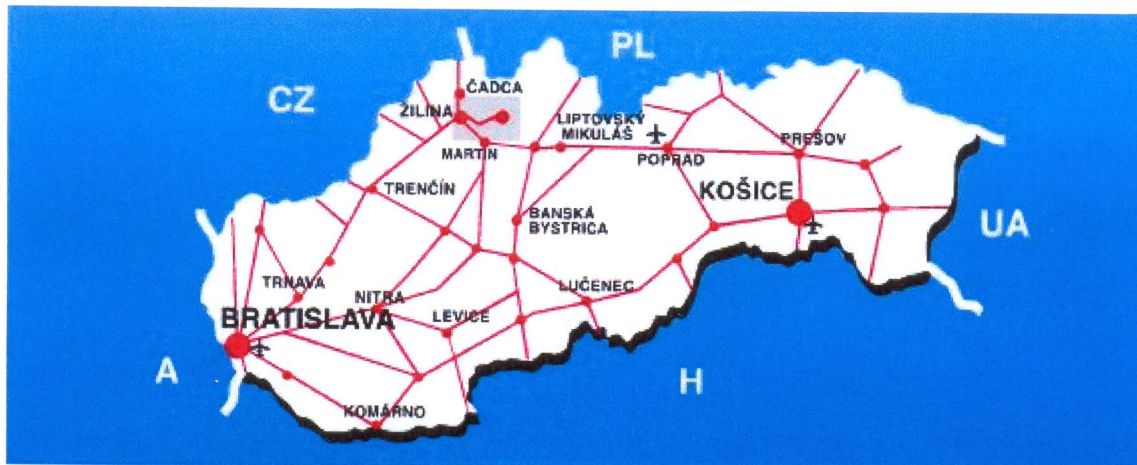 PL
CZ
ČADCA
ŽILINA
LIPTOVSKÝ
MIKULÁŠ
MARTIN
POPRAD
PREŠOV
TRENČÍN
KOŠICE
BANSKÁ
BYSTRICA
UA
TRNAVA
NITRA
LUČENEC
LEVICE
BRATISLAVA
A
H
KOMÁRNO